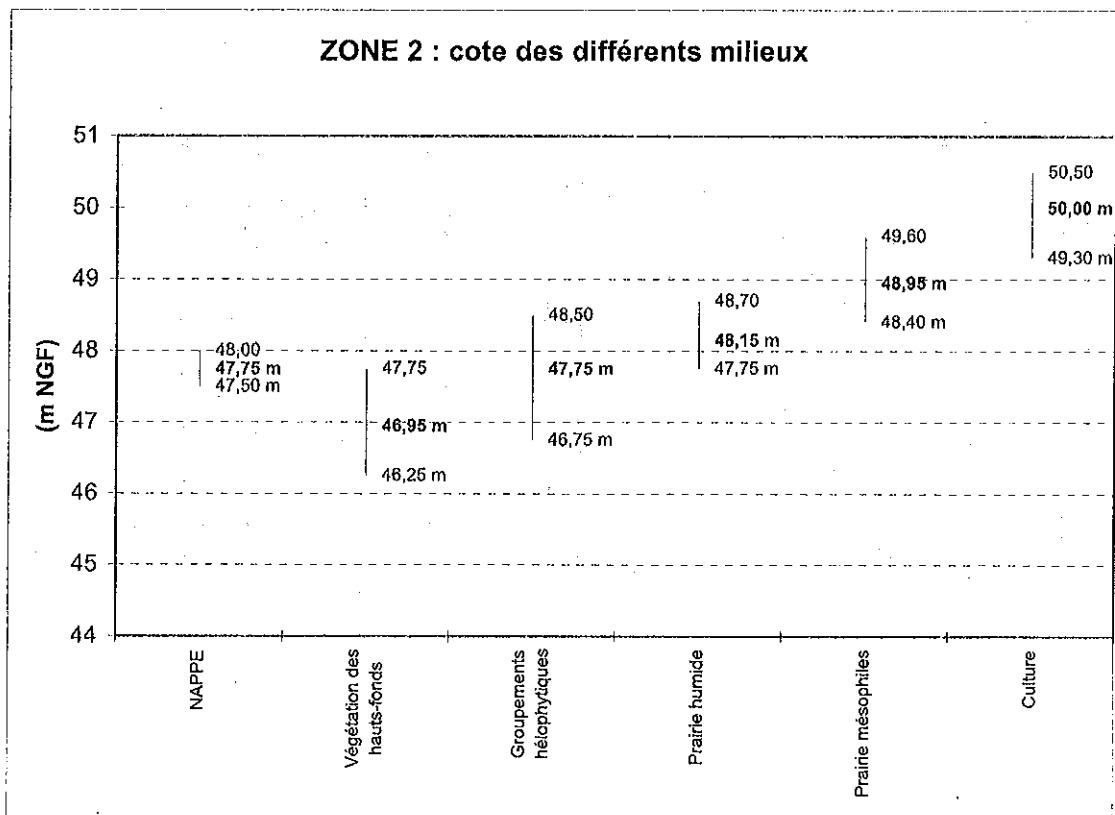 ZONE 2 : cote des différents milieux
(m NGF)
51
50
49
48
47
46
45
44
48,00
47,75 m
47,50 m
47,75
46,95 m
46,25 m
48,50
47,75 m
46,75 m
48,70
48,15 m
47,75 m
49,60
48,95 m
48,40 m
50,50
50,00 m
49,30 m
NAPPE
Végétation des
hauts-fonds
Groupements
hélophytiques
Prairie humide
Prairie mésophiles
Culture